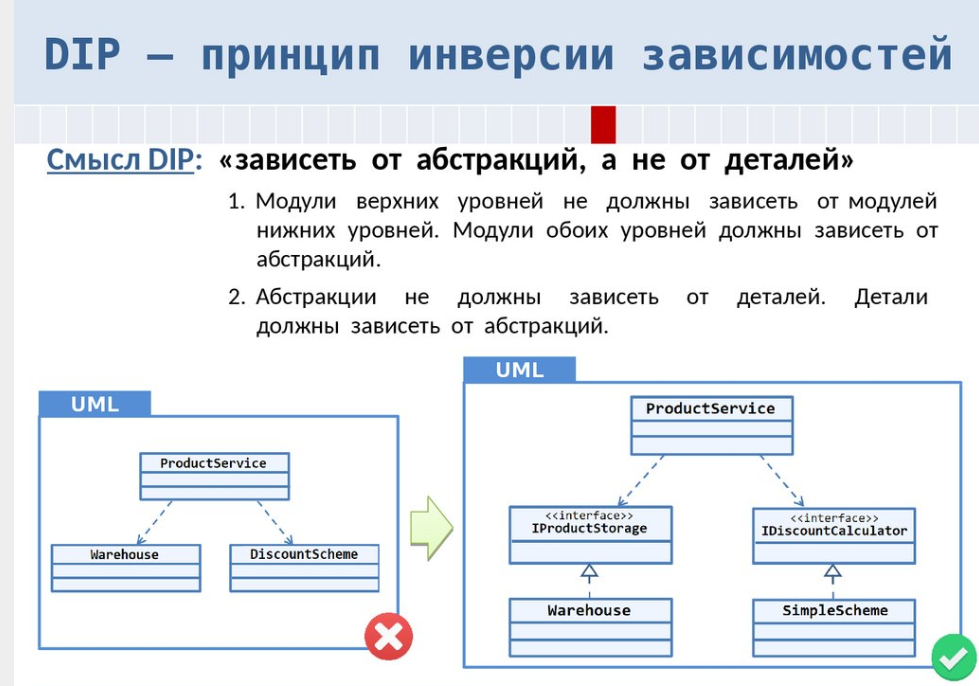 DIP – принцип инверсии зависимостей
Смысл DIP: «зависеть от абстракций, а не от деталей»
1. Модули верхних уровней не должны зависеть от модулей
нижних уровней. Модули обоих уровней должны зависеть от
абстракций.
2. Абстракции не должны зависеть от деталей. Детали
должны зависеть от абстракций.
UML
ProductService
Warehouse
DiscountScheme
UML
ProductService
<<interface>>
IProductStorage
<<interface>>
IDiscountCalculator
Warehouse
SimpleScheme